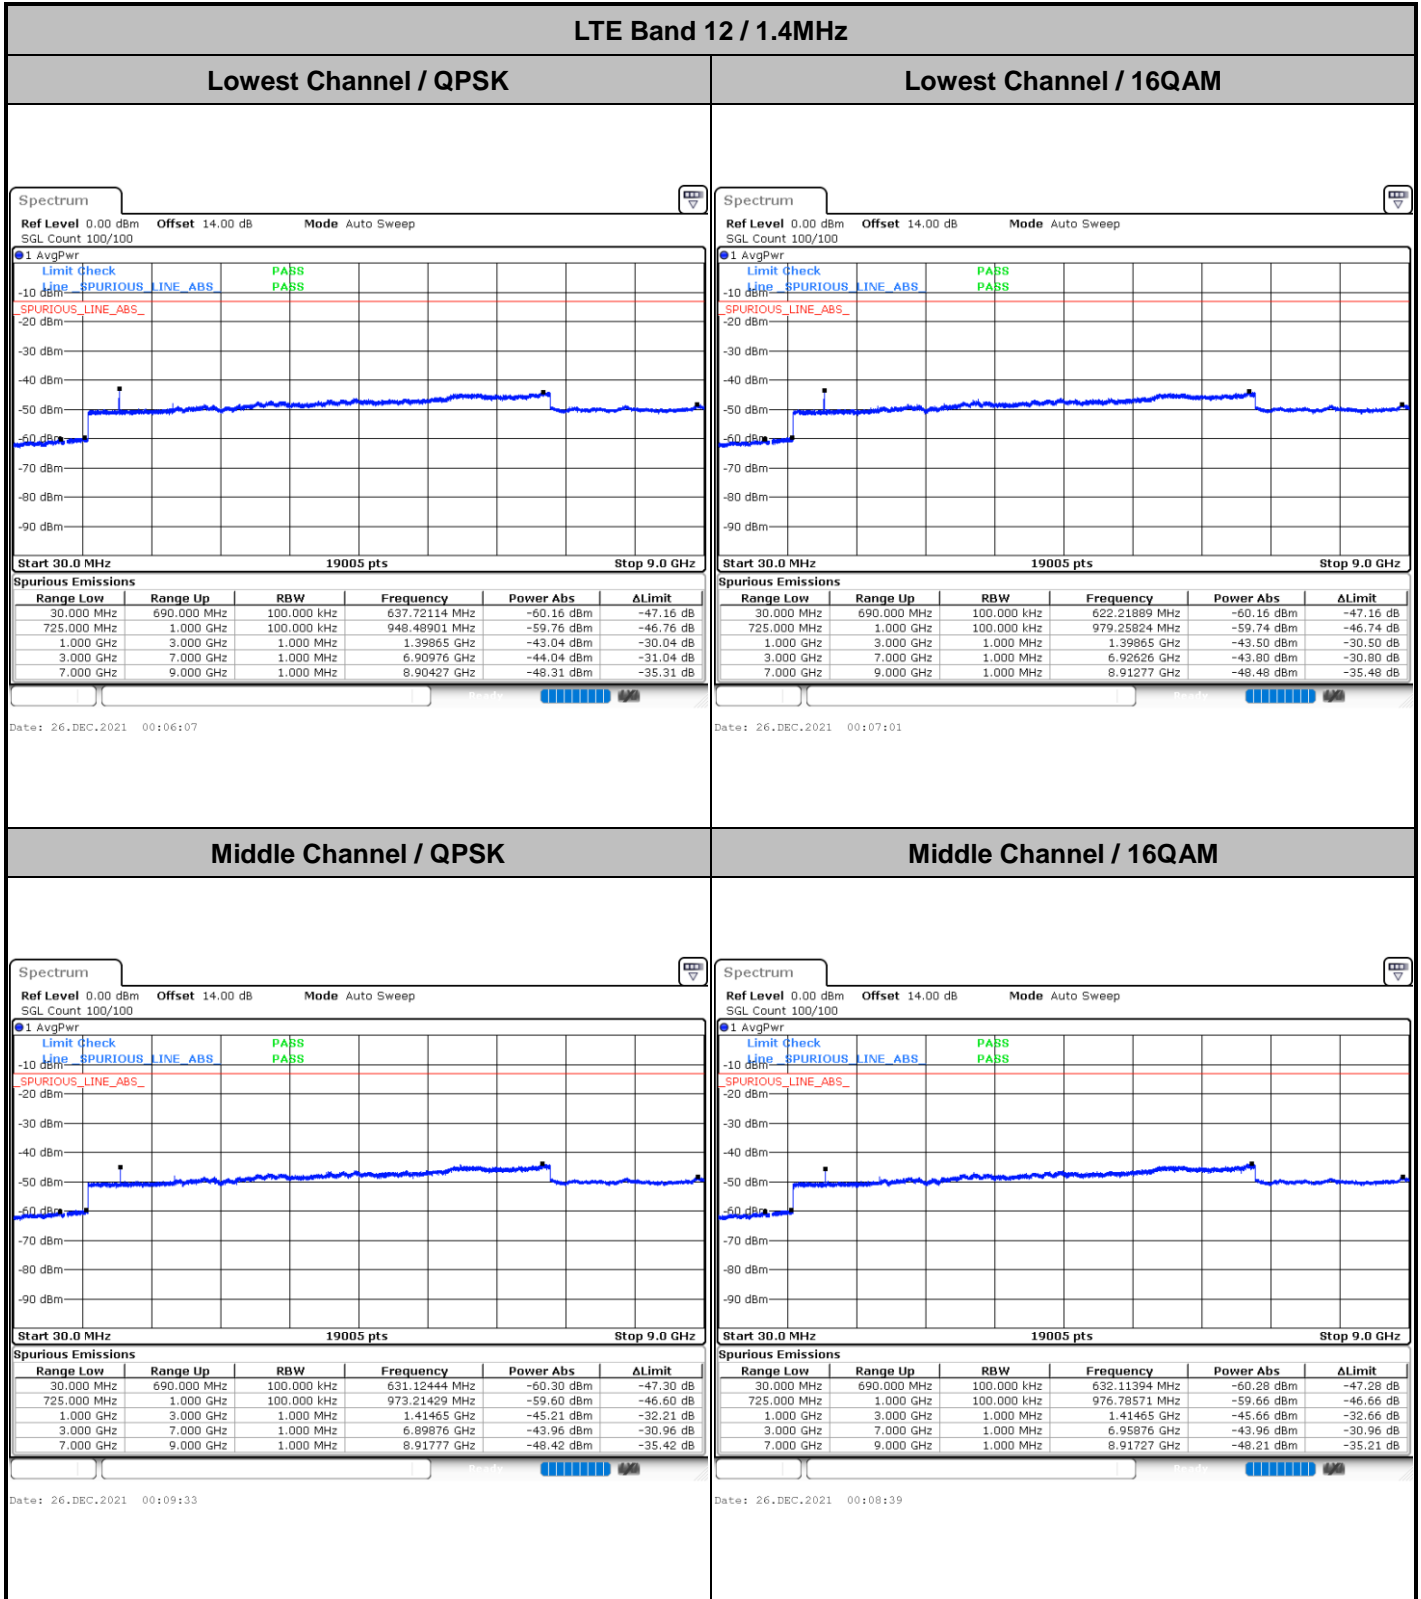 LTE Band 12 / 1.4MHz
Lowest Channel / QPSK
Lowest Channel / 16QAM
Spectrum
Ref Level 0.00 dBm Offset 14.00 dB Mode Auto Sweep
SGL Count 100/100
1 AvgPwr
Limit Check PASS
Line _SPURIOUS_LINE_ABS_ PASS
-10 dBm
_SPURIOUS_LINE_ABS_
-20 dBm
-30 dBm
-40 dBm
-50 dBm
-60 dBm
-70 dBm
-80 dBm
-90 dBm
Start 30.0 MHz 19005 pts Stop 9.0 GHz
Spurious Emissions
Range Low Range Up RBW Frequency Power Abs ΔLimit
30.000 MHz 690.000 MHz 100.000 kHz 637.72114 MHz -60.16 dBm -47.16 dB
725.000 MHz 1.000 GHz 100.000 kHz 948.48901 MHz -59.76 dBm -46.76 dB
1.000 GHz 3.000 GHz 1.000 MHz 1.39865 GHz -43.04 dBm -30.04 dB
3.000 GHz 7.000 GHz 1.000 MHz 6.90976 GHz -44.04 dBm -31.04 dB
7.000 GHz 9.000 GHz 1.000 MHz 8.90427 GHz -48.31 dBm -35.31 dB
Ready
Date: 26.DEC.2021 00:06:07
Spectrum
Ref Level 0.00 dBm Offset 14.00 dB Mode Auto Sweep
SGL Count 100/100
1 AvgPwr
Limit Check PASS
Line _SPURIOUS_LINE_ABS_ PASS
-10 dBm
_SPURIOUS_LINE_ABS_
-20 dBm
-30 dBm
-40 dBm
-50 dBm
-60 dBm
-70 dBm
-80 dBm
-90 dBm
Start 30.0 MHz 19005 pts Stop 9.0 GHz
Spurious Emissions
Range Low Range Up RBW Frequency Power Abs ΔLimit
30.000 MHz 690.000 MHz 100.000 kHz 622.21889 MHz -60.16 dBm -47.16 dB
725.000 MHz 1.000 GHz 100.000 kHz 979.25824 MHz -59.74 dBm -46.74 dB
1.000 GHz 3.000 GHz 1.000 MHz 1.39865 GHz -43.50 dBm -30.50 dB
3.000 GHz 7.000 GHz 1.000 MHz 6.92626 GHz -43.80 dBm -30.80 dB
7.000 GHz 9.000 GHz 1.000 MHz 8.91277 GHz -48.48 dBm -35.48 dB
Ready
Date: 26.DEC.2021 00:07:01
Middle Channel / QPSK
Middle Channel / 16QAM
Spectrum
Ref Level 0.00 dBm Offset 14.00 dB Mode Auto Sweep
SGL Count 100/100
1 AvgPwr
Limit Check PASS
Line _SPURIOUS_LINE_ABS_ PASS
-10 dBm
_SPURIOUS_LINE_ABS_
-20 dBm
-30 dBm
-40 dBm
-50 dBm
-60 dBm
-70 dBm
-80 dBm
-90 dBm
Start 30.0 MHz 19005 pts Stop 9.0 GHz
Spurious Emissions
Range Low Range Up RBW Frequency Power Abs ΔLimit
30.000 MHz 690.000 MHz 100.000 kHz 631.12444 MHz -60.30 dBm -47.30 dB
725.000 MHz 1.000 GHz 100.000 kHz 973.21429 MHz -59.60 dBm -46.60 dB
1.000 GHz 3.000 GHz 1.000 MHz 1.41465 GHz -45.21 dBm -32.21 dB
3.000 GHz 7.000 GHz 1.000 MHz 6.89876 GHz -43.96 dBm -30.96 dB
7.000 GHz 9.000 GHz 1.000 MHz 8.91777 GHz -48.42 dBm -35.42 dB
Ready
Date: 26.DEC.2021 00:09:33
Spectrum
Ref Level 0.00 dBm Offset 14.00 dB Mode Auto Sweep
SGL Count 100/100
1 AvgPwr
Limit Check PASS
Line _SPURIOUS_LINE_ABS_ PASS
-10 dBm
_SPURIOUS_LINE_ABS_
-20 dBm
-30 dBm
-40 dBm
-50 dBm
-60 dBm
-70 dBm
-80 dBm
-90 dBm
Start 30.0 MHz 19005 pts Stop 9.0 GHz
Spurious Emissions
Range Low Range Up RBW Frequency Power Abs ΔLimit
30.000 MHz 690.000 MHz 100.000 kHz 632.11394 MHz -60.28 dBm -47.28 dB
725.000 MHz 1.000 GHz 100.000 kHz 976.78571 MHz -59.66 dBm -46.66 dB
1.000 GHz 3.000 GHz 1.000 MHz 1.41465 GHz -45.66 dBm -32.66 dB
3.000 GHz 7.000 GHz 1.000 MHz 6.95876 GHz -43.96 dBm -30.96 dB
7.000 GHz 9.000 GHz 1.000 MHz 8.91727 GHz -48.21 dBm -35.21 dB
Ready
Date: 26.DEC.2021 00:08:39